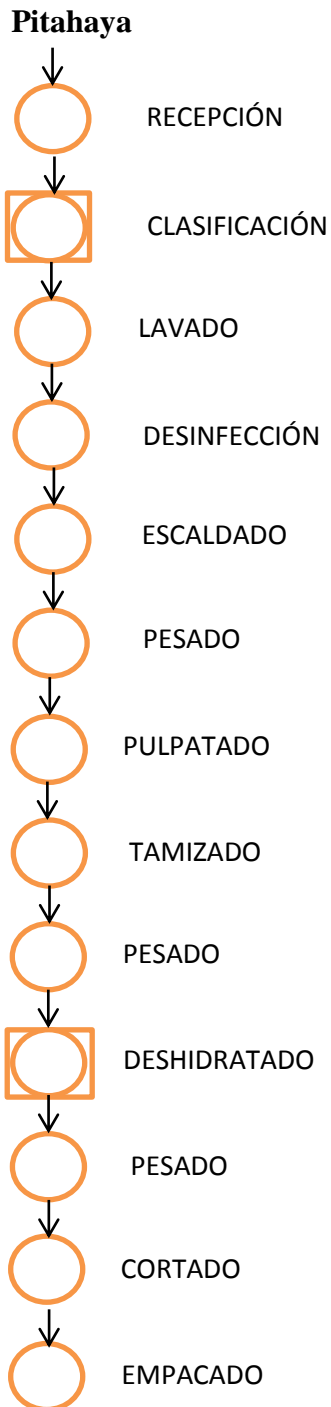 Pitahaya
RECEPCIÓN
CLASIFICACIÓN
LAVADO
DESINFECCIÓN
ESCALDADO
PESADO
PULPATADO
TAMIZADO
PESADO
DESHIDRATADO
PESADO
CORTADO
EMPACADO